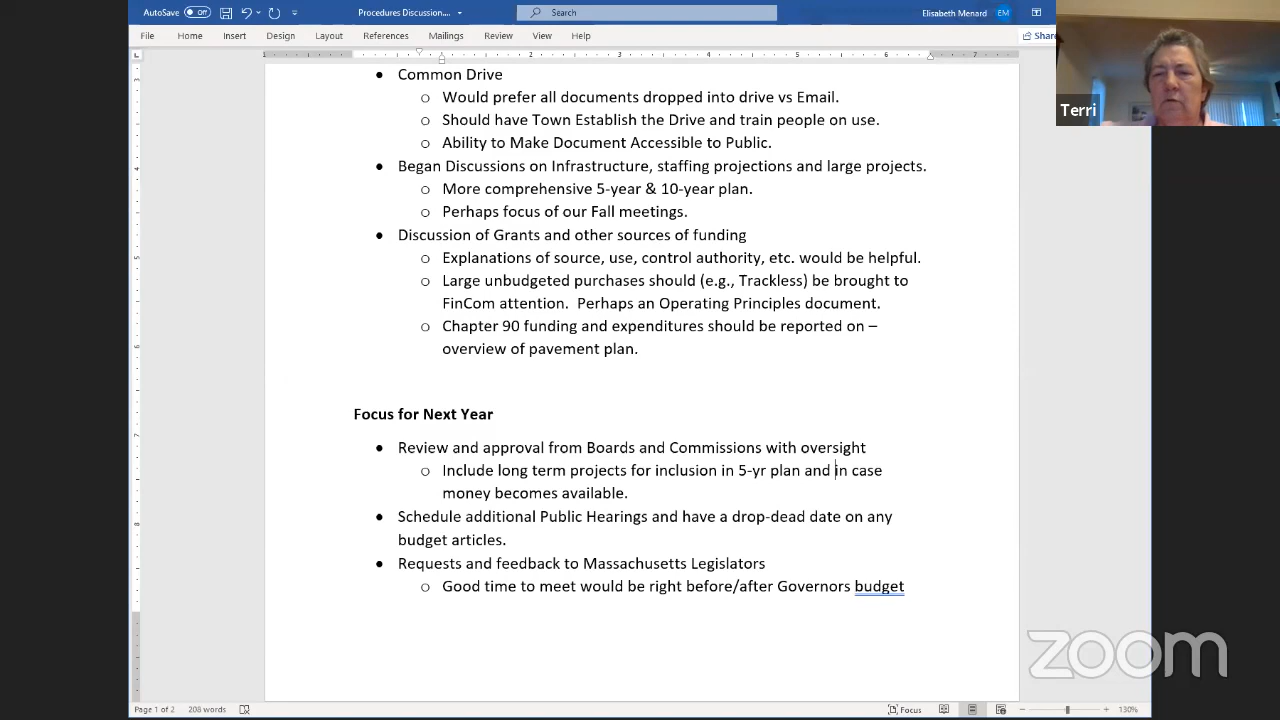 AutoSave Off Procedures Discussion.... Search Elisabeth Menard EM
File Home Insert Design Layout References Mailings Review View Help Share
1 1 2 3 4 5 6 7
Terri
• Common Drive
o Would prefer all documents dropped into drive vs Email.
o Should have Town Establish the Drive and train people on use.
o Ability to Make Document Accessible to Public.
• Began Discussions on Infrastructure, staffing projections and large projects.
o More comprehensive 5-year & 10-year plan.
o Perhaps focus of our Fall meetings.
• Discussion of Grants and other sources of funding
o Explanations of source, use, control authority, etc. would be helpful.
o Large unbudgeted purchases should (e.g., Trackless) be brought to
FinCom attention. Perhaps an Operating Principles document.
o Chapter 90 funding and expenditures should be reported on –
overview of pavement plan.
Focus for Next Year
• Review and approval from Boards and Commissions with oversight
o Include long term projects for inclusion in 5-yr plan and in case
money becomes available.
• Schedule additional Public Hearings and have a drop-dead date on any
budget articles.
• Requests and feedback to Massachusetts Legislators
o Good time to meet would be right before/after Governors budget
zoom
Page 1 of 2 208 words Focus 130%